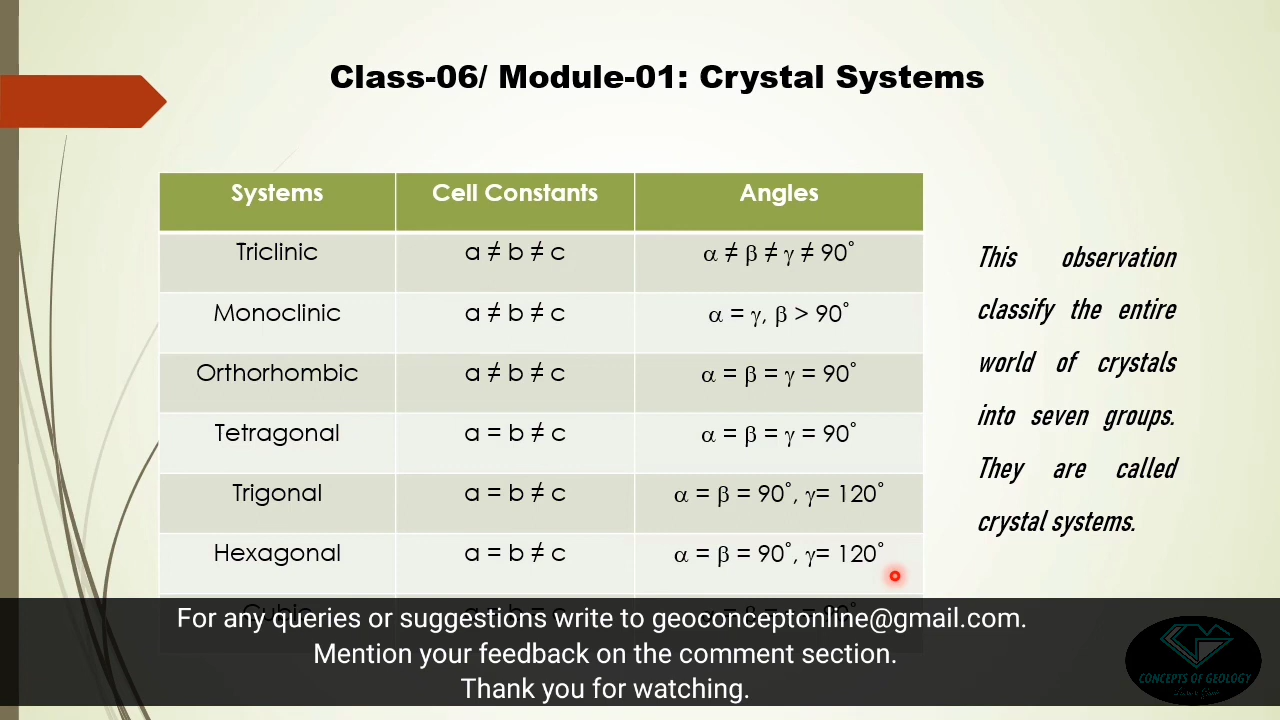 Class-06/ Module-01: Crystal Systems
Systems Cell Constants Angles
Triclinic a ≠ b ≠ c α ≠ β ≠ γ ≠ 90°
Monoclinic a ≠ b ≠ c α = γ, β > 90°
Orthorhombic a ≠ b ≠ c α = β = γ = 90°
Tetragonal a = b ≠ c α = β = γ = 90°
Trigonal a = b ≠ c α = β = 90°, γ= 120°
Hexagonal a = b ≠ c α = β = 90°, γ= 120°
Cubic
This observation
classify the entire
world of crystals
into seven groups.
They are called
crystal systems.
For any queries or suggestions write to geoconceptonline@gmail.com.
Mention your feedback on the comment section.
Thank you for watching.
CONCEPTS OF GEOLOGY